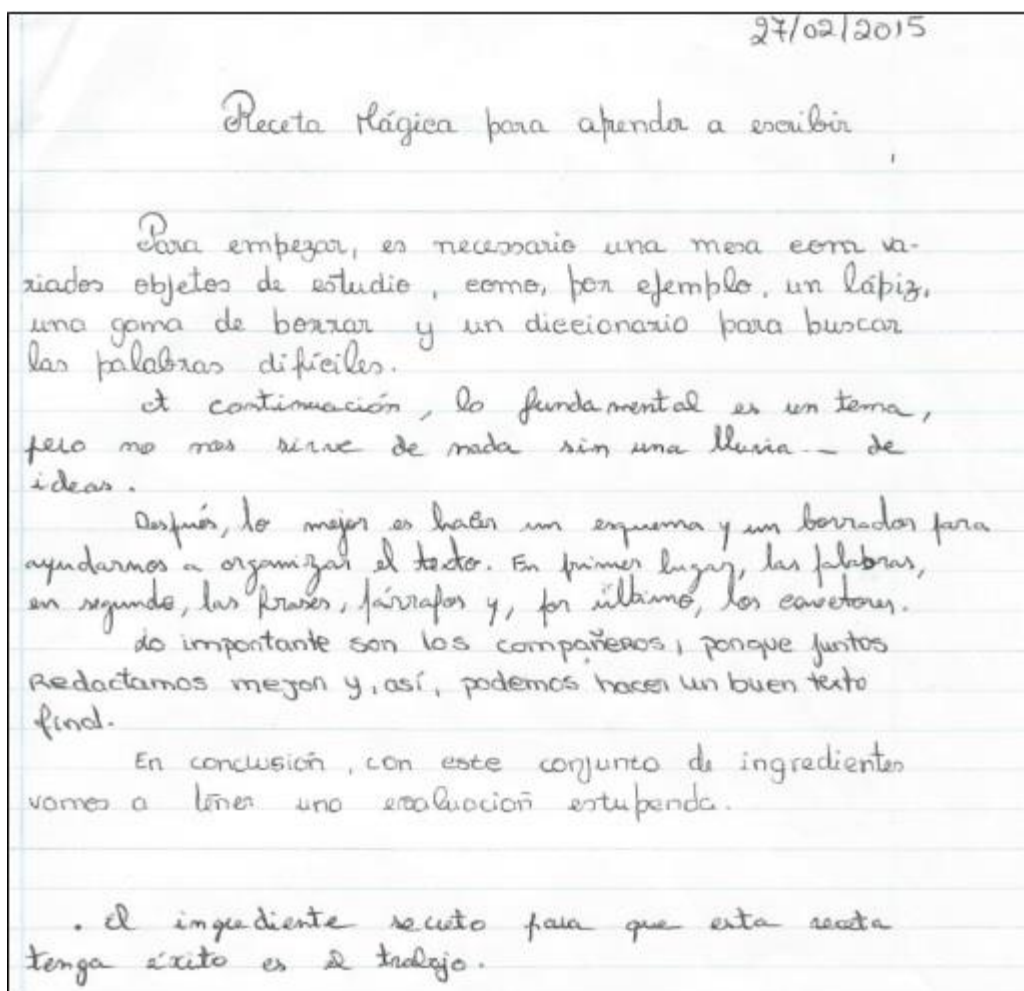 27/02/2015
Receta Mágica para aprender a escribir
Para empezar, es necessario una mesa com va-
riados objetos de estudio, como, por ejemplo, un lápiz,
una goma de borrar y un diccionario para buscar
las palabras difíciles.
A continuación, lo fundamental es un tema,
pero no nos sirve de nada sin una lluvia - de
ideas.
Después, lo mejor es hacer un esquema y un borrador para
ayudarnos a organizar el texto. En primer lugar, las palabras,
en segundo, las frases, párrafos y, por último, los conectores.
Lo importante son los compañeros, porque juntos
Redactamos mejor y, así, podemos hacer un buen texto
final.
En conclusión, con este conjunto de ingredientes
vamos a tener una evaluación estupenda.
. El ingrediente secreto para que esta receta
tenga éxito es el trabajo.